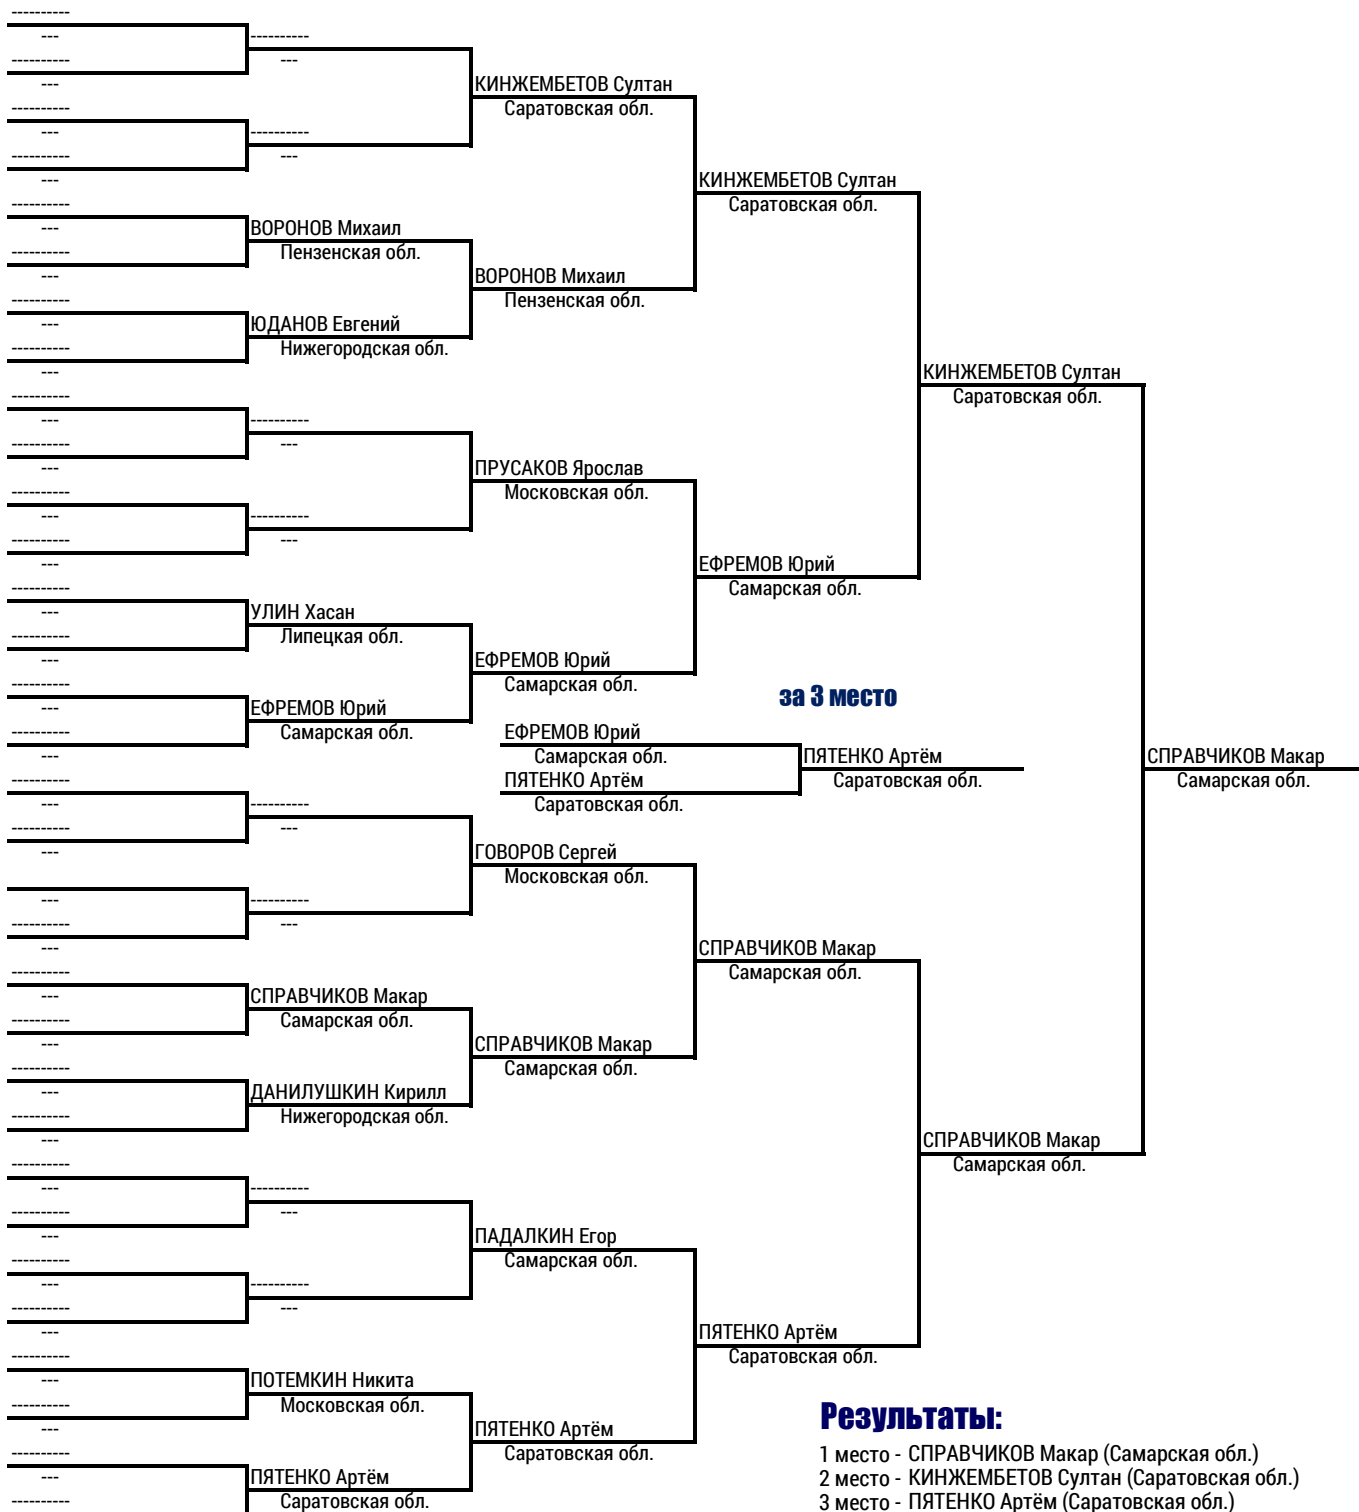 ----------
---
----------
----------
---
---
КИНЖЕМБЕТОВ Султан
----------
Саратовская обл.
---
----------
----------
---
---
КИНЖЕМБЕТОВ Султан
----------
Саратовская обл.
---
ВОРОНОВ Михаил
----------
Пензенская обл.
---
ВОРОНОВ Михаил
----------
Пензенская обл.
---
ЮДАНОВ Евгений
----------
Нижегородская обл.
---
КИНЖЕМБЕТОВ Султан
----------
Саратовская обл.
---
----------
----------
---
---
ПРУСАКОВ Ярослав
----------
Московская обл.
---
----------
----------
---
---
ЕФРЕМОВ Юрий
----------
Самарская обл.
---
УЛИН Хасан
----------
Липецкая обл.
---
ЕФРЕМОВ Юрий
----------
Самарская обл.
за 3 место
---
ЕФРЕМОВ Юрий
----------
Самарская обл.
ЕФРЕМОВ Юрий
---
Самарская обл.
ПЯТЕНКО Артём
СПРАВЧИКОВ Макар
----------
ПЯТЕНКО Артём
Саратовская обл.
Самарская обл.
---
----------
Саратовская обл.
----------
---
---
ГОВОРОВ Сергей
Московская обл.
---
----------
----------
---
---
СПРАВЧИКОВ Макар
----------
Самарская обл.
---
СПРАВЧИКОВ Макар
----------
Самарская обл.
---
СПРАВЧИКОВ Макар
----------
Самарская обл.
---
ДАНИЛУШКИН Кирилл
----------
Нижегородская обл.
---
СПРАВЧИКОВ Макар
----------
Самарская обл.
---
----------
----------
---
---
ПАДАЛКИН Егор
----------
Самарская обл.
---
----------
----------
---
---
ПЯТЕНКО Артём
----------
Саратовская обл.
---
ПОТЕМКИН Никита
----------
Московская обл.
Результаты:
---
ПЯТЕНКО Артём
----------
Саратовская обл.
1 место - СПРАВЧИКОВ Макар (Самарская обл.)
---
ПЯТЕНКО Артём
2 место - КИНЖЕМБЕТОВ Султан (Саратовская обл.)
----------
Саратовская обл.
3 место - ПЯТЕНКО Артём (Саратовская обл.)